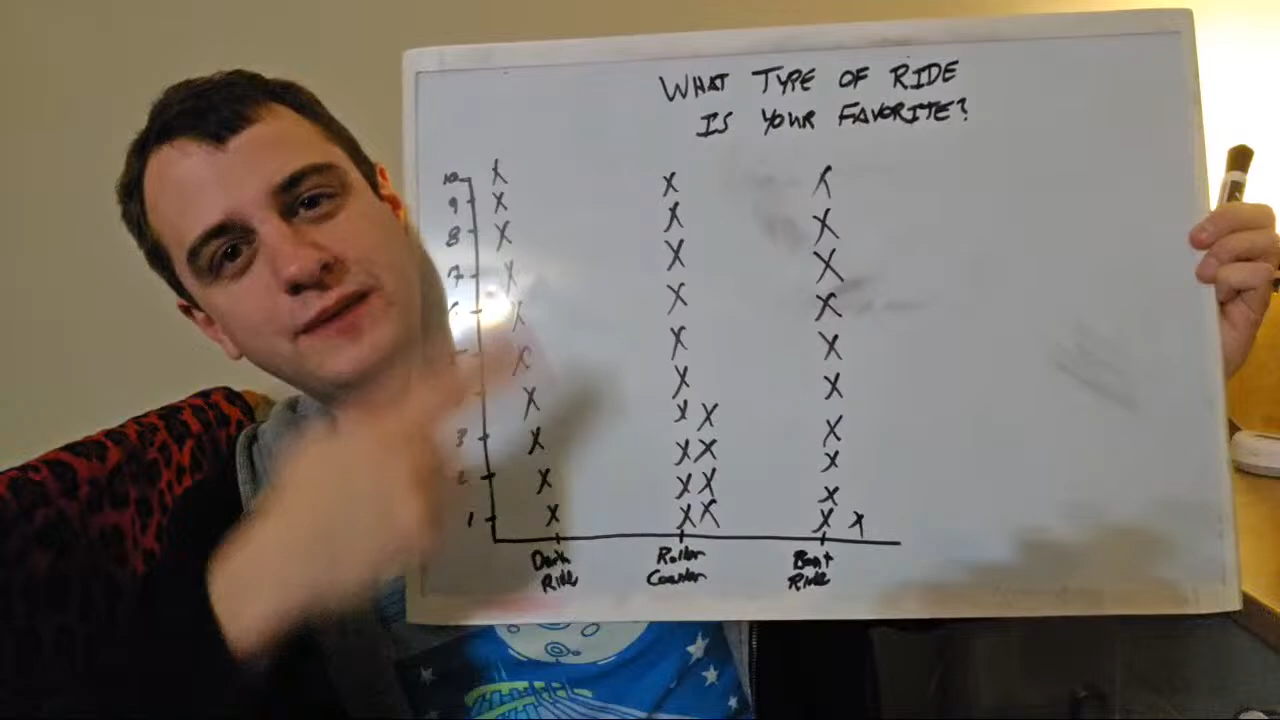 WHAT TYPE OF RIDE
IS YOUR FAVORITE?
10 X X X
9 X X X
8 X X X
7 X X X
X X X
X X X
X X X X
3 X X X X
2 X X X X
1 X X X X X
Dark Roller Boat
Ride Coaster Ride